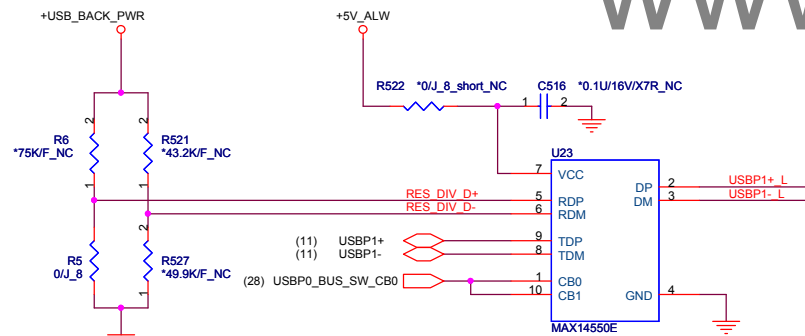 WWW
+USB_BACK_PWR
+5V_ALW
R522 *0/J_8_short_NC
C516 *0.1U/16V/X7R_NC
1 2
2 2
R6
*75K/F_NC
R521
*43.2K/F_NC
1 1
U23
7 VCC
RES_DIV_D+ 5 RDP
RES_DIV_D- 6 RDM
DP 2 USBP1+_L
DM 3 USBP1-_L
2
R5
0/J_8
R527
*49.9K/F_NC
1
(11) USBP1+ 9 TDP
(11) USBP1- 8 TDM
(28) USBP0_BUS_SW_CB0 1 CB0
10 CB1
GND 4
MAX14550E